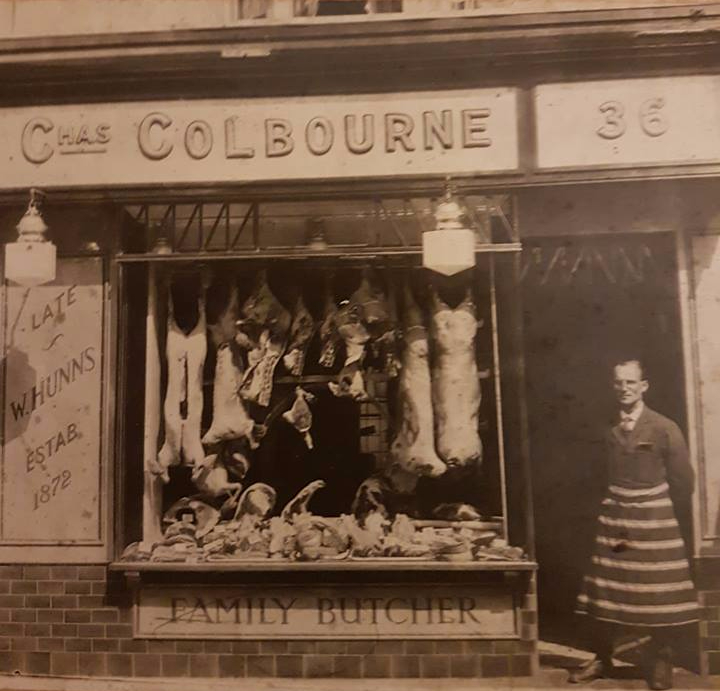 CHAS COLBOURNE
36
LATE
W. HUNNS
ESTAB.
1872
FAMILY BUTCHER